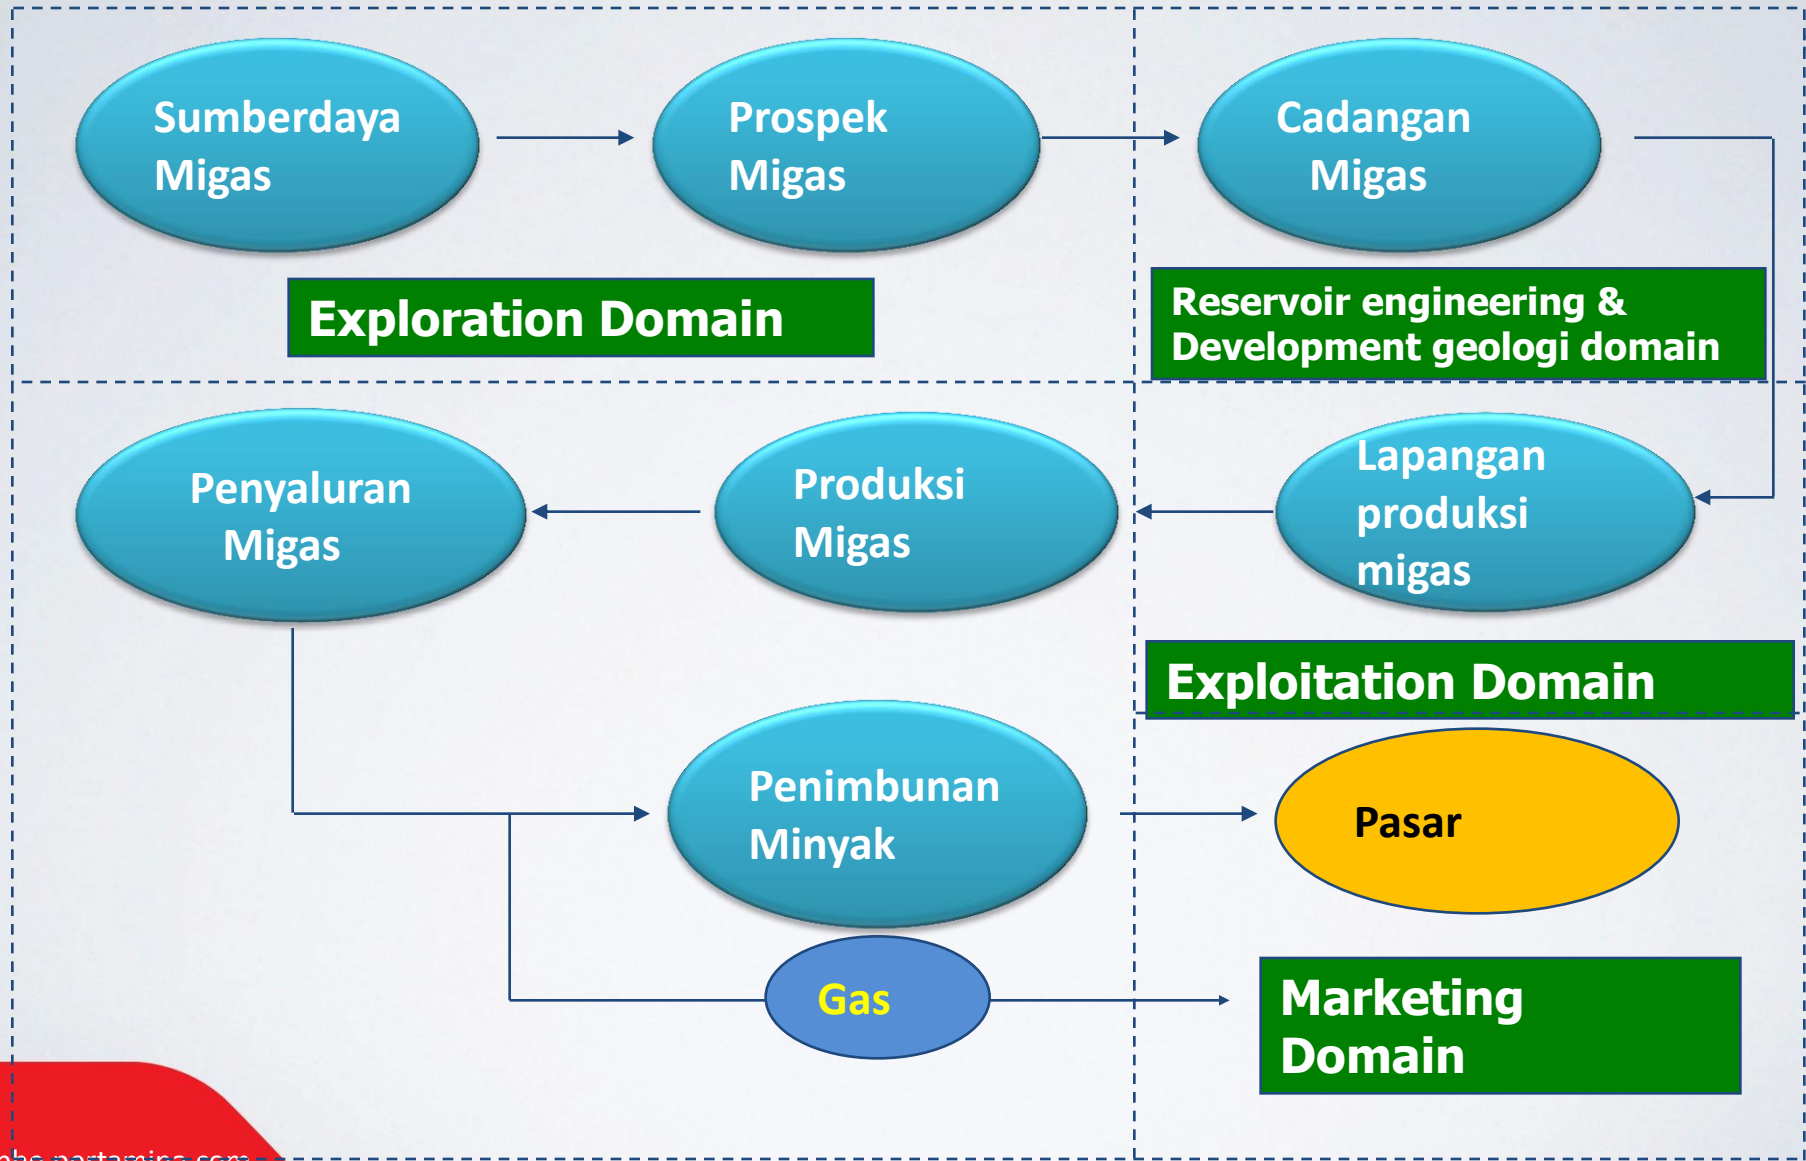 Sumberdaya
Migas
Prospek
Migas
Cadangan
Migas
Exploration Domain
Reservoir engineering &
Development geologi domain
Penyaluran
Migas
Produksi
Migas
Lapangan
produksi
migas
Exploitation Domain
Penimbunan
Minyak
Pasar
Gas
Marketing
Domain